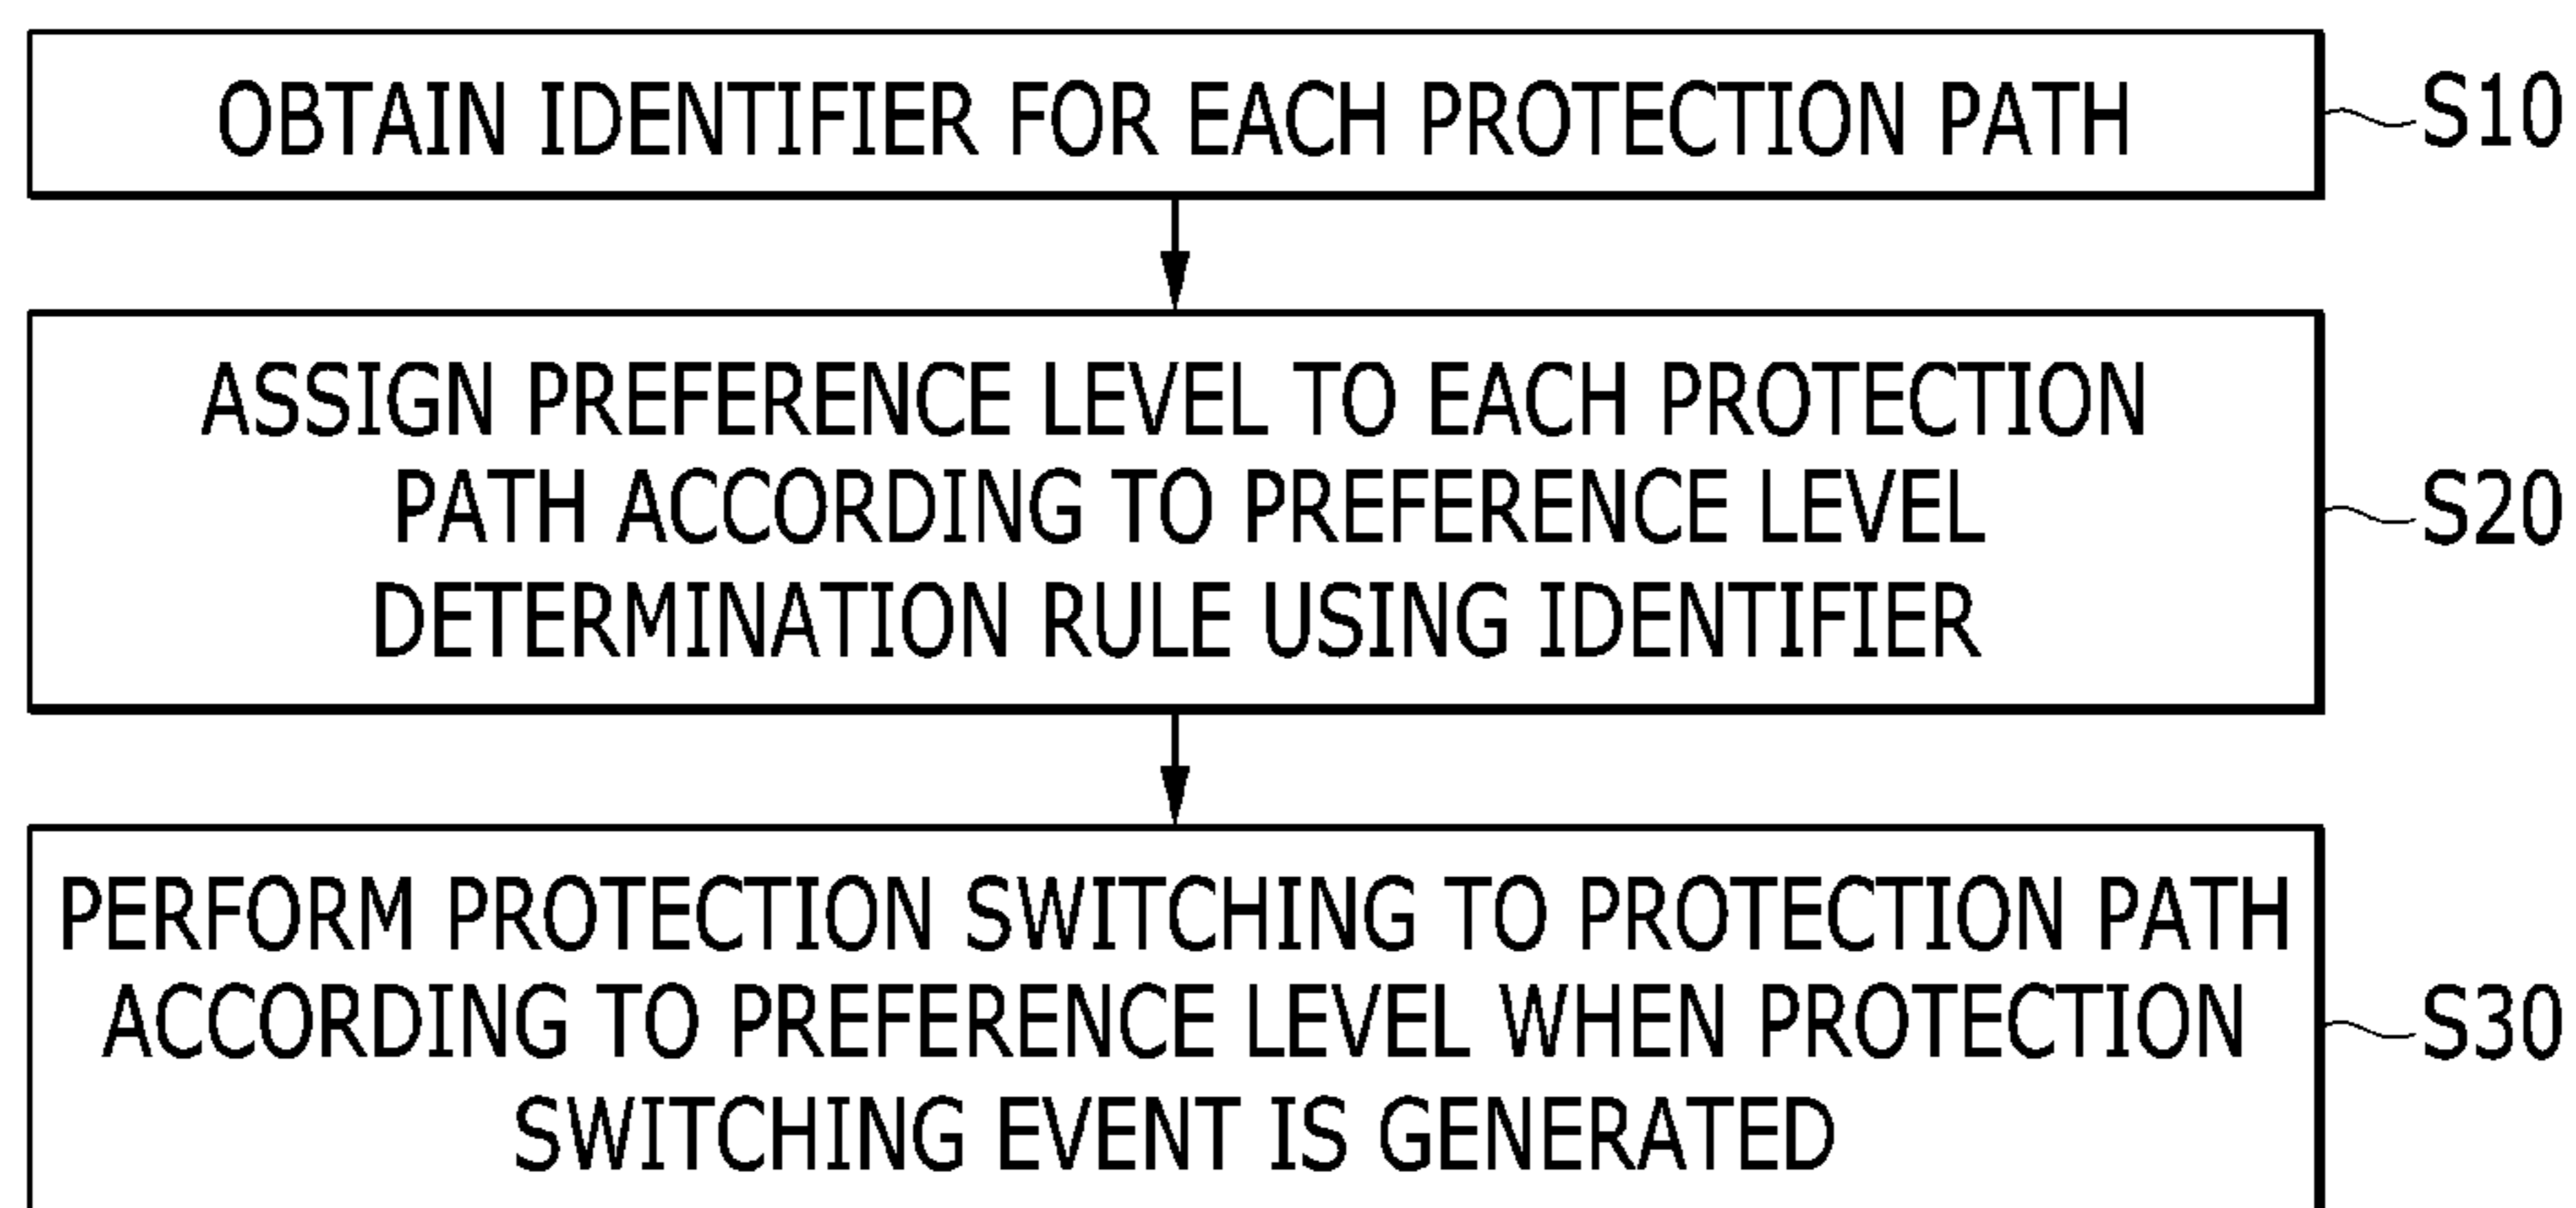 OBTAIN IDENTIFIER FOR EACH PROTECTION PATH
S10
ASSIGN PREFERENCE LEVEL TO EACH PROTECTION
PATH ACCORDING TO PREFERENCE LEVEL
DETERMINATION RULE USING IDENTIFIER
S20
PERFORM PROTECTION SWITCHING TO PROTECTION PATH
ACCORDING TO PREFERENCE LEVEL WHEN PROTECTION
SWITCHING EVENT IS GENERATED
S30